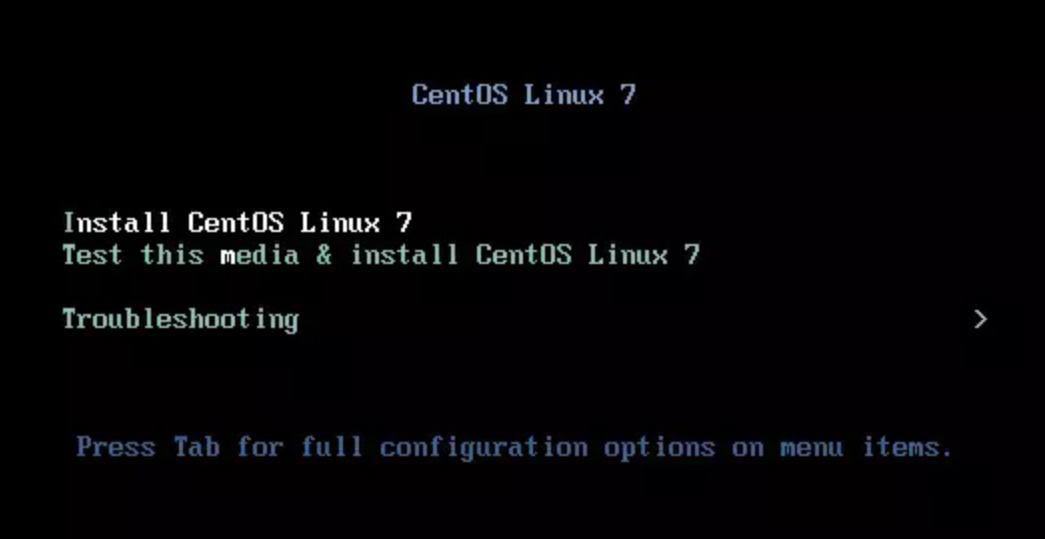 CentOS Linux 7
Install CentOS Linux 7
Test this media & install CentOS Linux 7
Troubleshooting >
Press Tab for full configuration options on menu items.